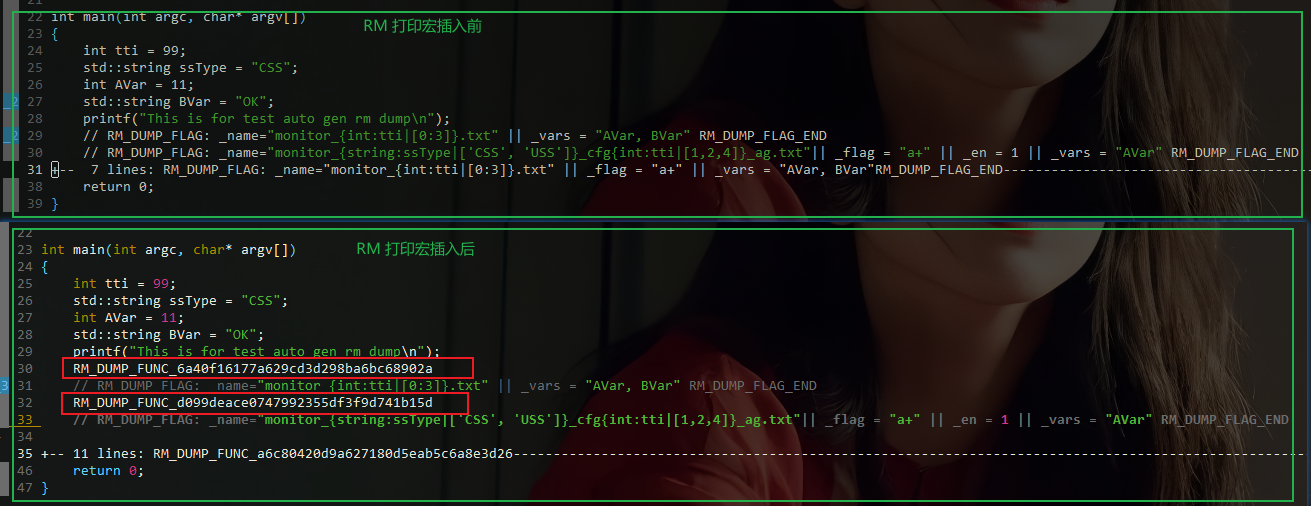 21
22 int main(int argc, char* argv[])
RM 打印宏插入前
23 {
24     int tti = 99;
25     std::string ssType = "CSS";
26     int AVar = 11;
2 27     std::string BVar = "OK";
28     printf("This is for test auto gen rm dump\n");
2 29     // RM_DUMP_FLAG: _name="monitor_{int:tti|[0:3]}.txt" || _vars = "AVar, BVar" RM_DUMP_FLAG_END
30     // RM_DUMP_FLAG: _name="monitor_{string:ssType|['CSS', 'USS']}_cfg{int:tti|[1,2,4]}_ag.txt"|| _flag = "a+" || _en = 1 || _vars = "AVar" RM_DUMP_FLAG_END
31 +--  7 lines: RM_DUMP_FLAG: _name="monitor_{int:tti|[0:3]}.txt" || _flag = "a+" || _vars = "AVar, BVar"RM_DUMP_FLAG_END---------------------------------------
38     return 0;
39 }
22
23 int main(int argc, char* argv[])
RM 打印宏插入后
24 {
25     int tti = 99;
26     std::string ssType = "CSS";
27     int AVar = 11;
28     std::string BVar = "OK";
29     printf("This is for test auto gen rm dump\n");
30     RM_DUMP_FUNC_6a40f16177a629cd3d298ba6bc68902a
3 31     // RM_DUMP_FLAG: _name="monitor_{int:tti|[0:3]}.txt" || _vars = "AVar, BVar" RM_DUMP_FLAG_END
32     RM_DUMP_FUNC_d099deace0747992355df3f9d741b15d
33     // RM_DUMP_FLAG: _name="monitor_{string:ssType|['CSS', 'USS']}_cfg{int:tti|[1,2,4]}_ag.txt"|| _flag = "a+" || _en = 1 || _vars = "AVar" RM_DUMP_FLAG_END
34
35 +-- 11 lines: RM_DUMP_FUNC_a6c80420d9a627180d5eab5c6a8e3d26----------------------------------------------------------------------------------------------------
46     return 0;
47 }